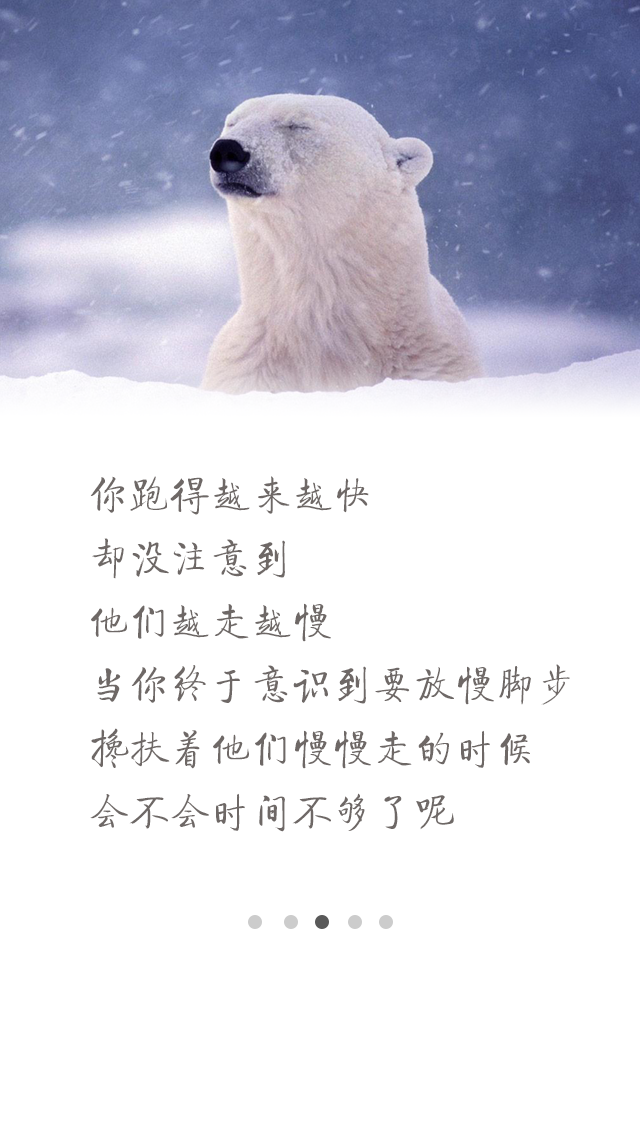 你跑得越来越快
却没注意到
他们越走越慢
当你终于意识到要放慢脚步
搀扶着他们慢慢走的时候
会不会时间不够了呢